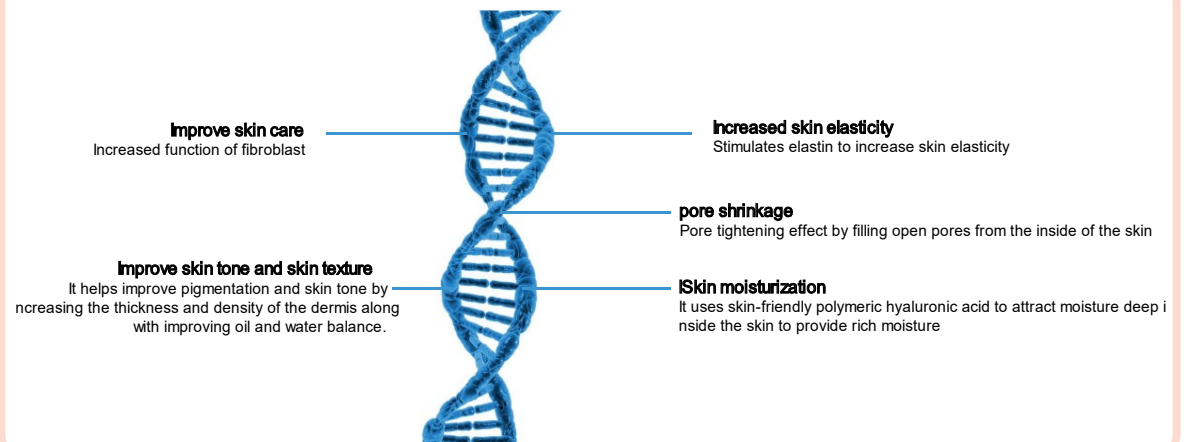 Improve skin care
Increased function of fibroblast
Increased skin elasticity
Stimulates elastin to increase skin elasticity
pore shrinkage
Pore tightening effect by filling open pores from the inside of the skin
Improve skin tone and skin texture
It helps improve pigmentation and skin tone by
ncreasing the thickness and density of the dermis along
with improving oil and water balance.
ISkin moisturization
It uses skin-friendly polymeric hyaluronic acid to attract moisture deep i
nside the skin to provide rich moisture